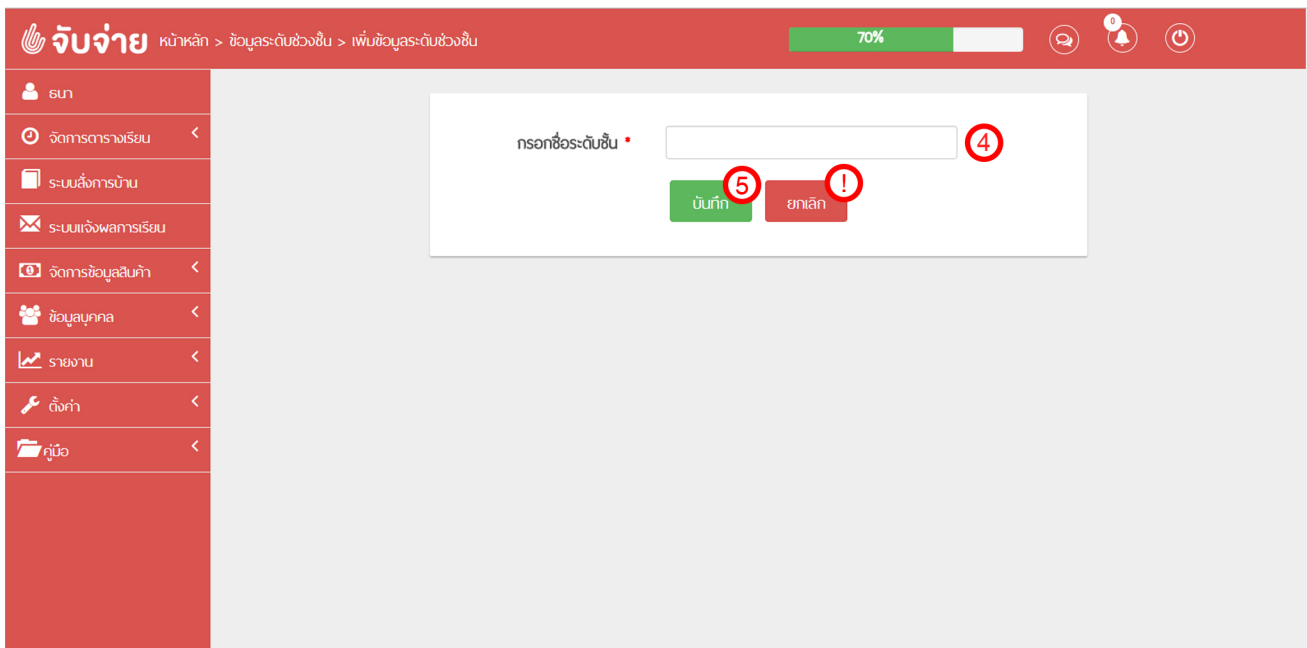 จับจ่าย หน้าหลัก > ข้อมูลระดับช่วงชั้น > เพิ่มข้อมูลระดับช่วงชั้น 70% 0
ธนา
จัดการตารางเรียน
ระบบสั่งการบ้าน
ระบบแจ้งผลการเรียน
จัดการข้อมูลสินค้า
ข้อมูลบุคคล
รายงาน
ตั้งค่า
คู่มือ
กรอกชื่อระดับชั้น * 4
บันทึก 5 ยกเลิก !